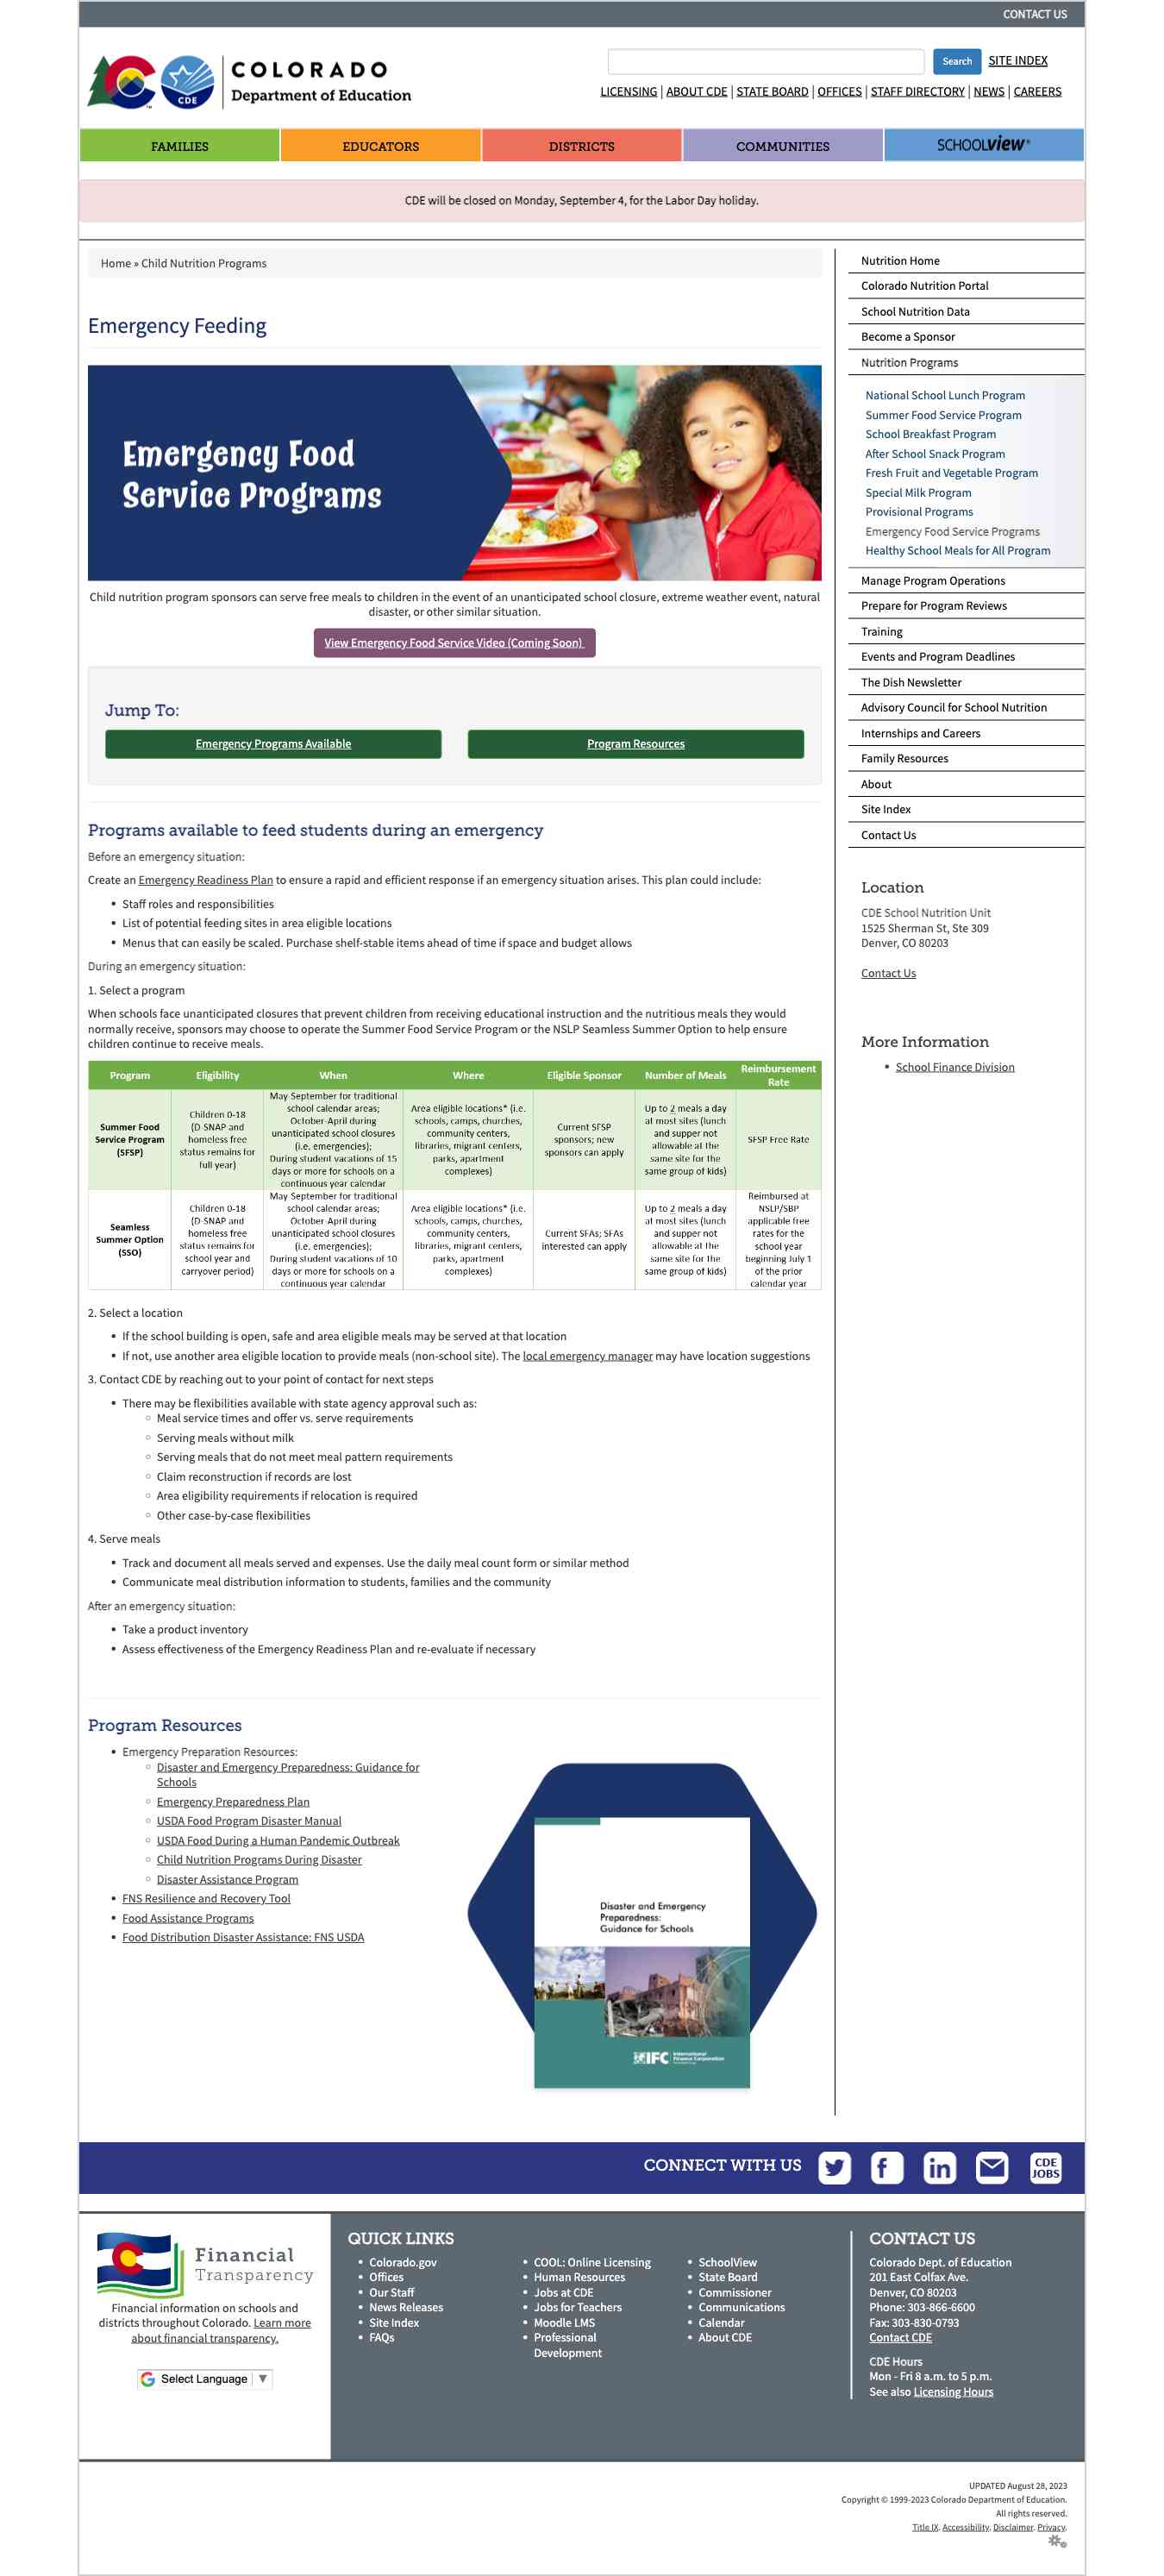 CONTACT US
COLORADO
Department of Education
CDE
Search
SITE INDEX
LICENSING | ABOUT CDE | STATE BOARD | OFFICES | STAFF DIRECTORY | NEWS | CAREERS
FAMILIES
EDUCATORS
DISTRICTS
COMMUNITIES
SCHOOLVIEW®
CDE will be closed on Monday, September 4, for the Labor Day holiday.
Home » Child Nutrition Programs
Emergency Feeding
Emergency Food
Service Programs
Child nutrition program sponsors can serve free meals to children in the event of an unanticipated school closure, extreme weather event, natural
disaster, or other similar situation.
View Emergency Food Service Video (Coming Soon)
Jump To:
Emergency Programs Available
Program Resources
Programs available to feed students during an emergency
Before an emergency situation:
Create an Emergency Readiness Plan to ensure a rapid and efficient response if an emergency situation arises. This plan could include:
• Staff roles and responsibilities
• List of potential feeding sites in area eligible locations
• Menus that can easily be scaled. Purchase shelf-stable items ahead of time if space and budget allows
During an emergency situation:
1. Select a program
When schools face unanticipated closures that prevent children from receiving educational instruction and the nutritious meals they would
normally receive, sponsors may choose to operate the Summer Food Service Program or the NSLP Seamless Summer Option to help ensure
children continue to receive meals.
Program
Eligibility
When
Where
Eligible Sponsor
Number of Meals
Reimbursement
Rate
Summer Food
Service Program
(SFSP)
Children 0-18
(D-SNAP and
homeless free
status remains for
full year)
May-September for traditional
school calendar areas;
October-April during
unanticipated school closures
(i.e. emergencies);
During student vacations of 15
days or more for schools on a
continuous year calendar
Area eligible locations* (i.e.
schools, camps, churches,
community centers,
libraries, migrant centers,
parks, apartment
complexes)
Current SFSP
sponsors; new
sponsors can apply
Up to 2 meals a day
at most sites (lunch
and supper not
allowable at the
same site for the
same group of kids)
SFSP Free Rate
Seamless
Summer Option
(SSO)
Children 0-18
(D-SNAP and
homeless free
status remains for
school year and
carryover period)
May-September for traditional
school calendar areas;
October-April during
unanticipated school closures
(i.e. emergencies);
During student vacations of 10
days or more for schools on a
continuous year calendar
Area eligible locations* (i.e.
schools, camps, churches,
community centers,
libraries, migrant centers,
parks, apartment
complexes)
Current SFAs; SFAs
interested can apply
Up to 2 meals a day
at most sites (lunch
and supper not
allowable at the
same site for the
same group of kids)
Reimbursed at
NSLP/SBP
applicable free
rates for the
school year
beginning July 1
of the prior
calendar year
2. Select a location
• If the school building is open, safe and area eligible meals may be served at that location
• If not, use another area eligible location to provide meals (non-school site). The local emergency manager may have location suggestions
3. Contact CDE by reaching out to your point of contact for next steps
• There may be flexibilities available with state agency approval such as:
Meal service times and offer vs. serve requirements
Serving meals without milk
Serving meals that do not meet meal pattern requirements
Claim reconstruction if records are lost
Area eligibility requirements if relocation is required
Other case-by-case flexibilities
4. Serve meals
• Track and document all meals served and expenses. Use the daily meal count form or similar method
• Communicate meal distribution information to students, families and the community
After an emergency situation:
• Take a product inventory
• Assess effectiveness of the Emergency Readiness Plan and re-evaluate if necessary
Program Resources
• Emergency Preparation Resources:
Disaster and Emergency Preparedness: Guidance for
Schools
Emergency Preparedness Plan
USDA Food Program Disaster Manual
USDA Food During a Human Pandemic Outbreak
Child Nutrition Programs During Disaster
Disaster Assistance Program
• FNS Resilience and Recovery Tool
• Food Assistance Programs
• Food Distribution Disaster Assistance: FNS USDA
Disaster and Emergency
Preparedness:
Guidance for Schools
IFC
International
Finance Corporation
Nutrition Home
Colorado Nutrition Portal
School Nutrition Data
Become a Sponsor
Nutrition Programs
National School Lunch Program
Summer Food Service Program
School Breakfast Program
After School Snack Program
Fresh Fruit and Vegetable Program
Special Milk Program
Provisional Programs
Emergency Food Service Programs
Healthy School Meals for All Program
Manage Program Operations
Prepare for Program Reviews
Training
Events and Program Deadlines
The Dish Newsletter
Advisory Council for School Nutrition
Internships and Careers
Family Resources
About
Site Index
Contact Us
Location
CDE School Nutrition Unit
1525 Sherman St, Ste 309
Denver, CO 80203
Contact Us
More Information
• School Finance Division
CONNECT WITH US
CDE
JOBS
Financial
Transparency
Financial information on schools and
districts throughout Colorado. Learn more
about financial transparency.
Select Language ▼
QUICK LINKS
• Colorado.gov
• Offices
• Our Staff
• News Releases
• Site Index
• FAQs
• COOL: Online Licensing
• Human Resources
• Jobs at CDE
• Jobs for Teachers
• Moodle LMS
• Professional
Development
• SchoolView
• State Board
• Commissioner
• Communications
• Calendar
• About CDE
CONTACT US
Colorado Dept. of Education
201 East Colfax Ave.
Denver, CO 80203
Phone: 303-866-6600
Fax: 303-830-0793
Contact CDE
CDE Hours
Mon - Fri 8 a.m. to 5 p.m.
See also Licensing Hours
UPDATED August 28, 2023
Copyright © 1999-2023 Colorado Department of Education.
All rights reserved.
Title IX. Accessibility. Disclaimer. Privacy.